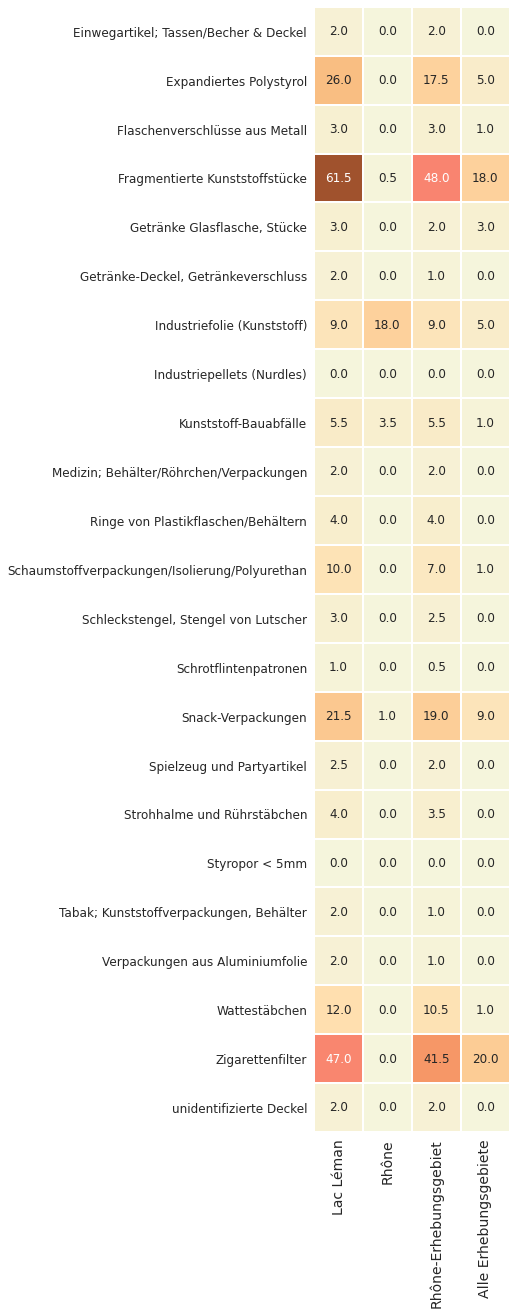 Einwegartikel; Tassen/Becher & Deckel 2.0 0.0 2.0 0.0
Expandiertes Polystyrol 26.0 0.0 17.5 5.0
Flaschenverschlüsse aus Metall 3.0 0.0 3.0 1.0
Fragmentierte Kunststoffstücke 61.5 0.5 48.0 18.0
Getränke Glasflasche, Stücke 3.0 0.0 2.0 3.0
Getränke-Deckel, Getränkeverschluss 2.0 0.0 1.0 0.0
Industriefolie (Kunststoff) 9.0 18.0 9.0 5.0
Industriepellets (Nurdles) 0.0 0.0 0.0 0.0
Kunststoff-Bauabfälle 5.5 3.5 5.5 1.0
Medizin; Behälter/Röhrchen/Verpackungen 2.0 0.0 2.0 0.0
Ringe von Plastikflaschen/Behältern 4.0 0.0 4.0 0.0
Schaumstoffverpackungen/Isolierung/Polyurethan 10.0 0.0 7.0 1.0
Schleckstengel, Stengel von Lutscher 3.0 0.0 2.5 0.0
Schrotflintenpatronen 1.0 0.0 0.5 0.0
Snack-Verpackungen 21.5 1.0 19.0 9.0
Spielzeug und Partyartikel 2.5 0.0 2.0 0.0
Strohhalme und Rührstäbchen 4.0 0.0 3.5 0.0
Styropor < 5mm 0.0 0.0 0.0 0.0
Tabak; Kunststoffverpackungen, Behälter 2.0 0.0 1.0 0.0
Verpackungen aus Aluminiumfolie 2.0 0.0 1.0 0.0
Wattestäbchen 12.0 0.0 10.5 1.0
Zigarettenfilter 47.0 0.0 41.5 20.0
unidentifizierte Deckel 2.0 0.0 2.0 0.0
Lac Léman
Rhône
Rhône-Erhebungsgebiet
Alle Erhebungsgebiete